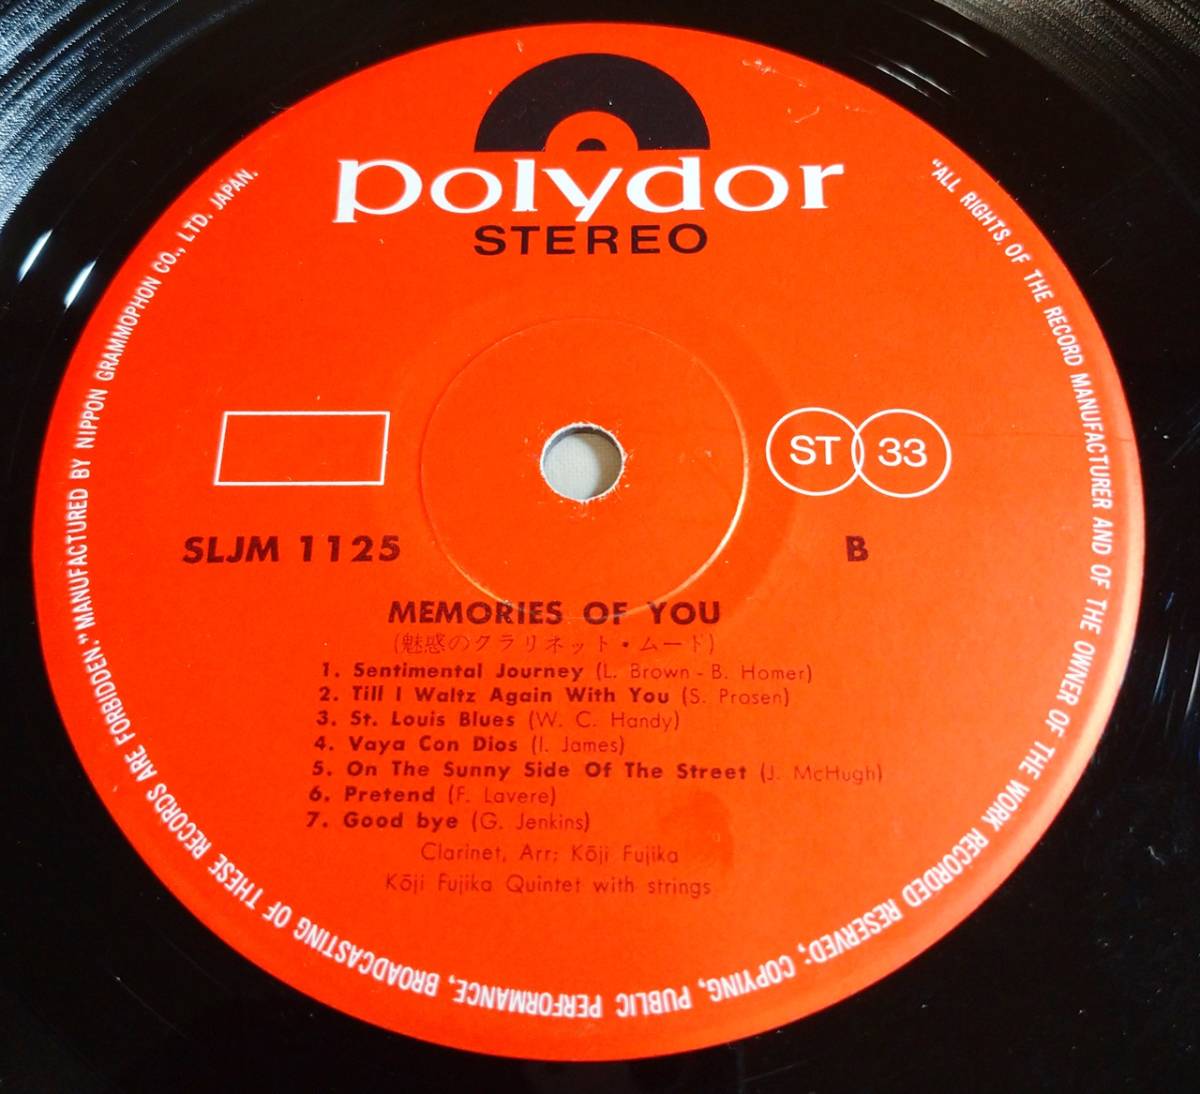 polydor
STEREO
ST 33
SLJM 1125
B
MEMORIES OF YOU
(魅惑のクラリネット・ムード)
1. Sentimental Journey (L. Brown - B. Homer)
2. Till I Waltz Again With You (S. Prosen)
3. St. Louis Blues (W. C. Handy)
4. Vaya Con Dios (I. James)
5. On The Sunny Side Of The Street (J. McHugh)
6. Pretend (F. Lavere)
7. Good bye (G. Jenkins)
Clarinet, Arr: Kōji Fujika
Kōji Fujika Quintet with strings
"ALL RIGHTS, OF THE RECORD MANUFACTURER AND OF THE OWNER OF THE WORK RECORDED RESERVED; COPYING, PUBLIC PERFORMANCE, BROADCASTING OF THESE RECORDS ARE FORBIDDEN." MANUFACTURED BY NIPPON GRAMMOPHON CO., LTD. JAPAN.